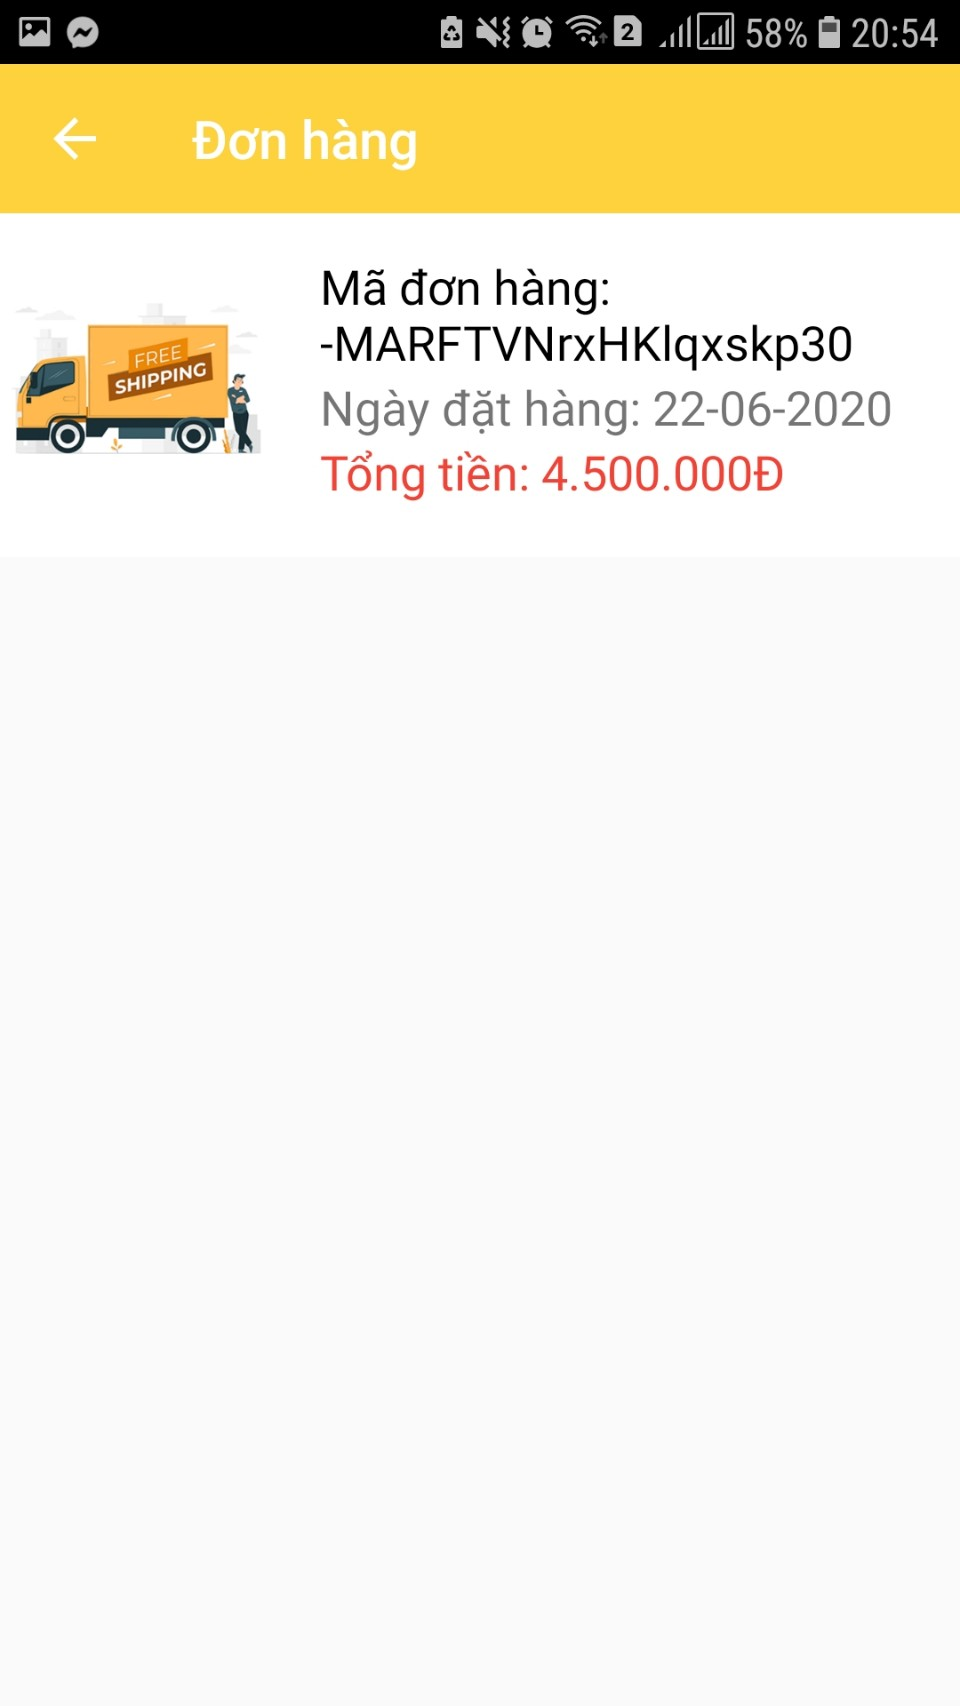 2 58% 20:54
Đơn hàng
FREE
SHIPPING
Mã đơn hàng:
-MARFTVNrxHKlqxskp30
Ngày đặt hàng: 22-06-2020
Tổng tiền: 4.500.000Đ